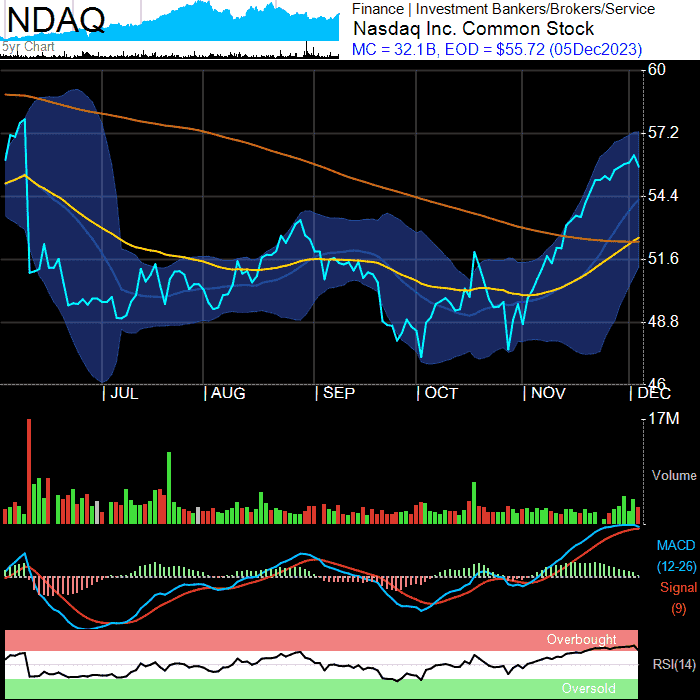 NDAQ
5yr Chart
Finance | Investment Bankers/Brokers/Service
Nasdaq Inc. Common Stock
MC = 32.1B, EOD = $55.72 (05Dec2023)
60
57.2
54.4
51.6
48.8
46
| JUL | AUG | SEP | OCT | NOV | DEC
17M
Volume
MACD
(12-26)
Signal
(9)
Overbought
RSI(14)
Oversold